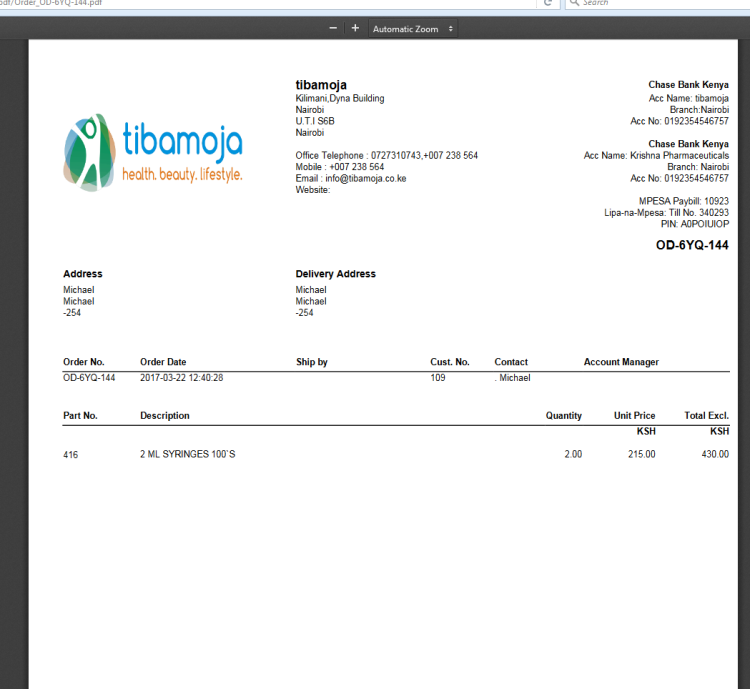 pdf/Order_OD-6YQ-144.pdf
Search
Automatic Zoom
tibamoja
health. beauty. lifestyle.
tibamoja
Kilimani,Dyna Building
Nairobi
U.T.I S6B
Nairobi
Office Telephone : 0727310743,+007 238 564
Mobile : +007 238 564
Email : info@tibamoja.co.ke
Website:
Chase Bank Kenya
Acc Name: tibamoja
Branch:Nairobi
Acc No: 0192354546757
Chase Bank Kenya
Acc Name: Krishna Pharmaceuticals
Branch: Nairobi
Acc No: 0192354546757
MPESA Paybill: 10923
Lipa-na-Mpesa: Till No. 340293
PIN: A0POIUIOP
OD-6YQ-144
Address
Michael
Michael
-254
Delivery Address
Michael
Michael
-254
Order No. Order Date Ship by Cust. No. Contact Account Manager
OD-6YQ-144 2017-03-22 12:40:28 109 . Michael
Part No. Description Quantity Unit Price Total Excl.
KSH KSH
416 2 ML SYRINGES 100`S 2.00 215.00 430.00